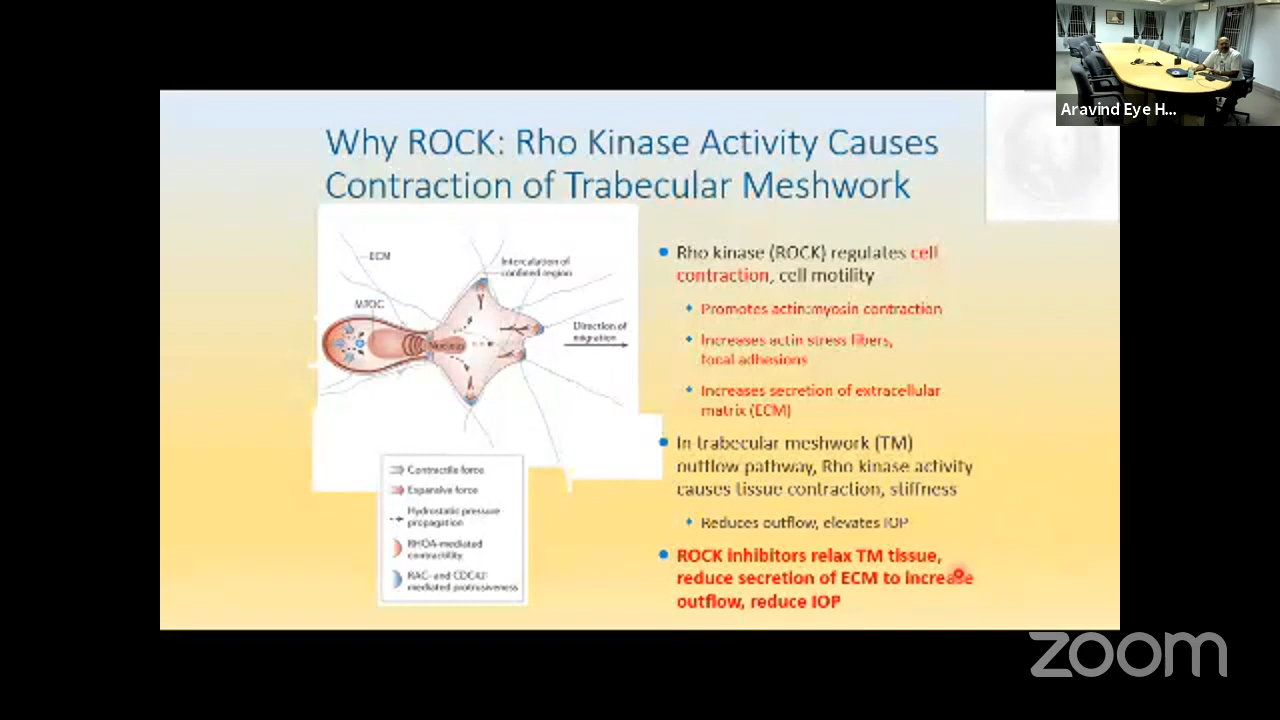 Aravind Eye H...
Why ROCK: Rho Kinase Activity Causes
Contraction of Trabecular Meshwork
ECM
Intercalation of
confined region
MTOC
Nucleus
Direction of
migration
Contractile force
Expansive force
Hydrostatic pressure
propagation
RHOA-mediated
contractility
RAC- and CDC42-
mediated protrusiveness
Rho kinase (ROCK) regulates cell
contraction, cell motility
Promotes actin:myosin contraction
Increases actin stress fibers,
focal adhesions
Increases secretion of extracellular
matrix (ECM)
In trabecular meshwork (TM)
outflow pathway, Rho kinase activity
causes tissue contraction, stiffness
Reduces outflow, elevates IOP
ROCK inhibitors relax TM tissue,
reduce secretion of ECM to increase
outflow, reduce IOP
zoom